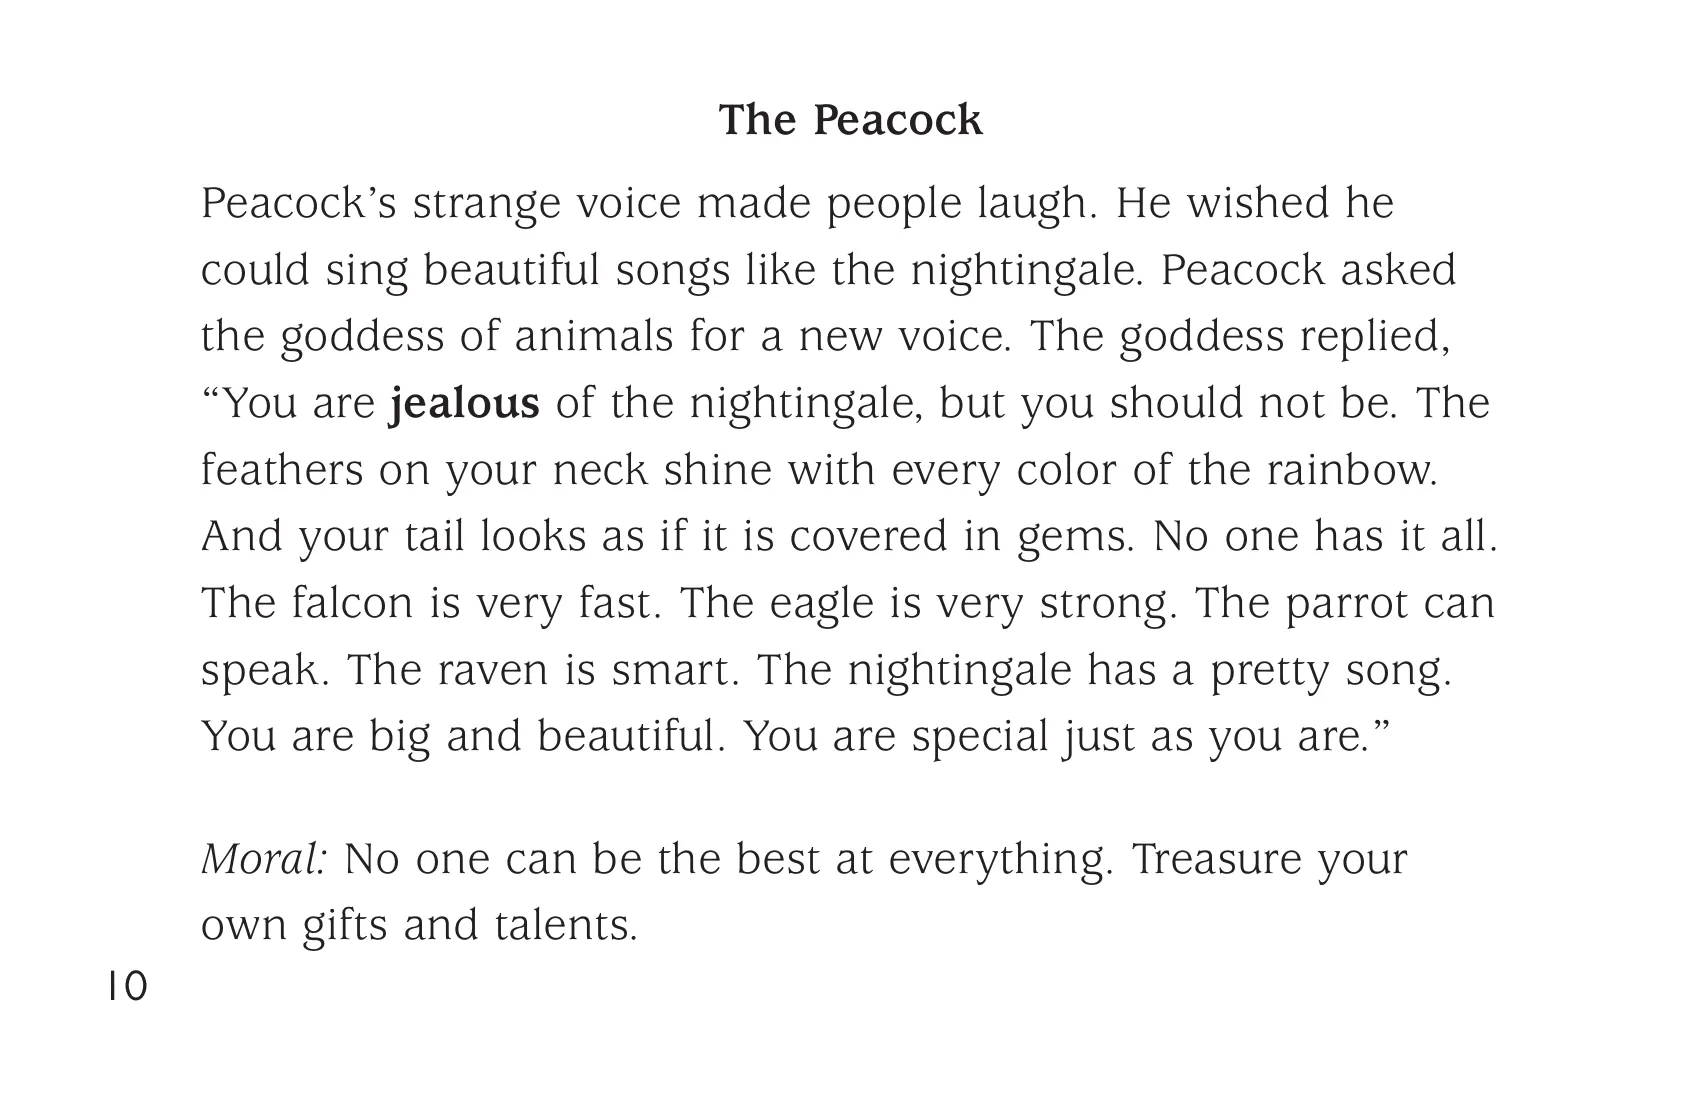 The Peacock
Peacock’s strange voice made people laugh. He wished he
could sing beautiful songs like the nightingale. Peacock asked
the goddess of animals for a new voice. The goddess replied,
“You are jealous of the nightingale, but you should not be. The
feathers on your neck shine with every color of the rainbow.
And your tail looks as if it is covered in gems. No one has it all.
The falcon is very fast. The eagle is very strong. The parrot can
speak. The raven is smart. The nightingale has a pretty song.
You are big and beautiful. You are special just as you are.”
Moral: No one can be the best at everything. Treasure your
own gifts and talents.
10